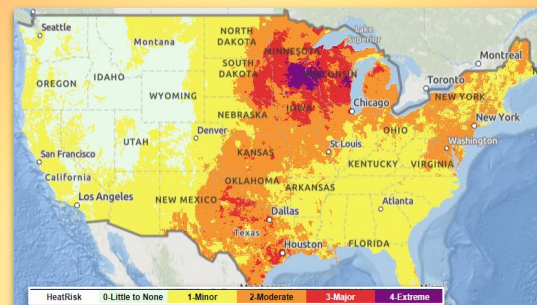 Seattle
NORTH
DAKOTA
Lake
Superior
Montana
MINNESOTA
Montreal
OREGON
IDAHO
SOUTH
DAKOTA
WISCONSIN
Toronto
WYOMING
NEW YORK
IOWA
Chicago
New York
NEBRASKA
OHIO
UTAH
Denver
Washington
San Francisco
KANSAS
St Louis
KENTUCKY
VIRGINIA
California
OKLAHOMA
ARKANSAS
Los Angeles
NEW MEXICO
Atlanta
Dallas
Texas
Houston
FLORIDA
HeatRisk 0-Little to None 1-Minor 2-Moderate 3-Major 4-Extreme